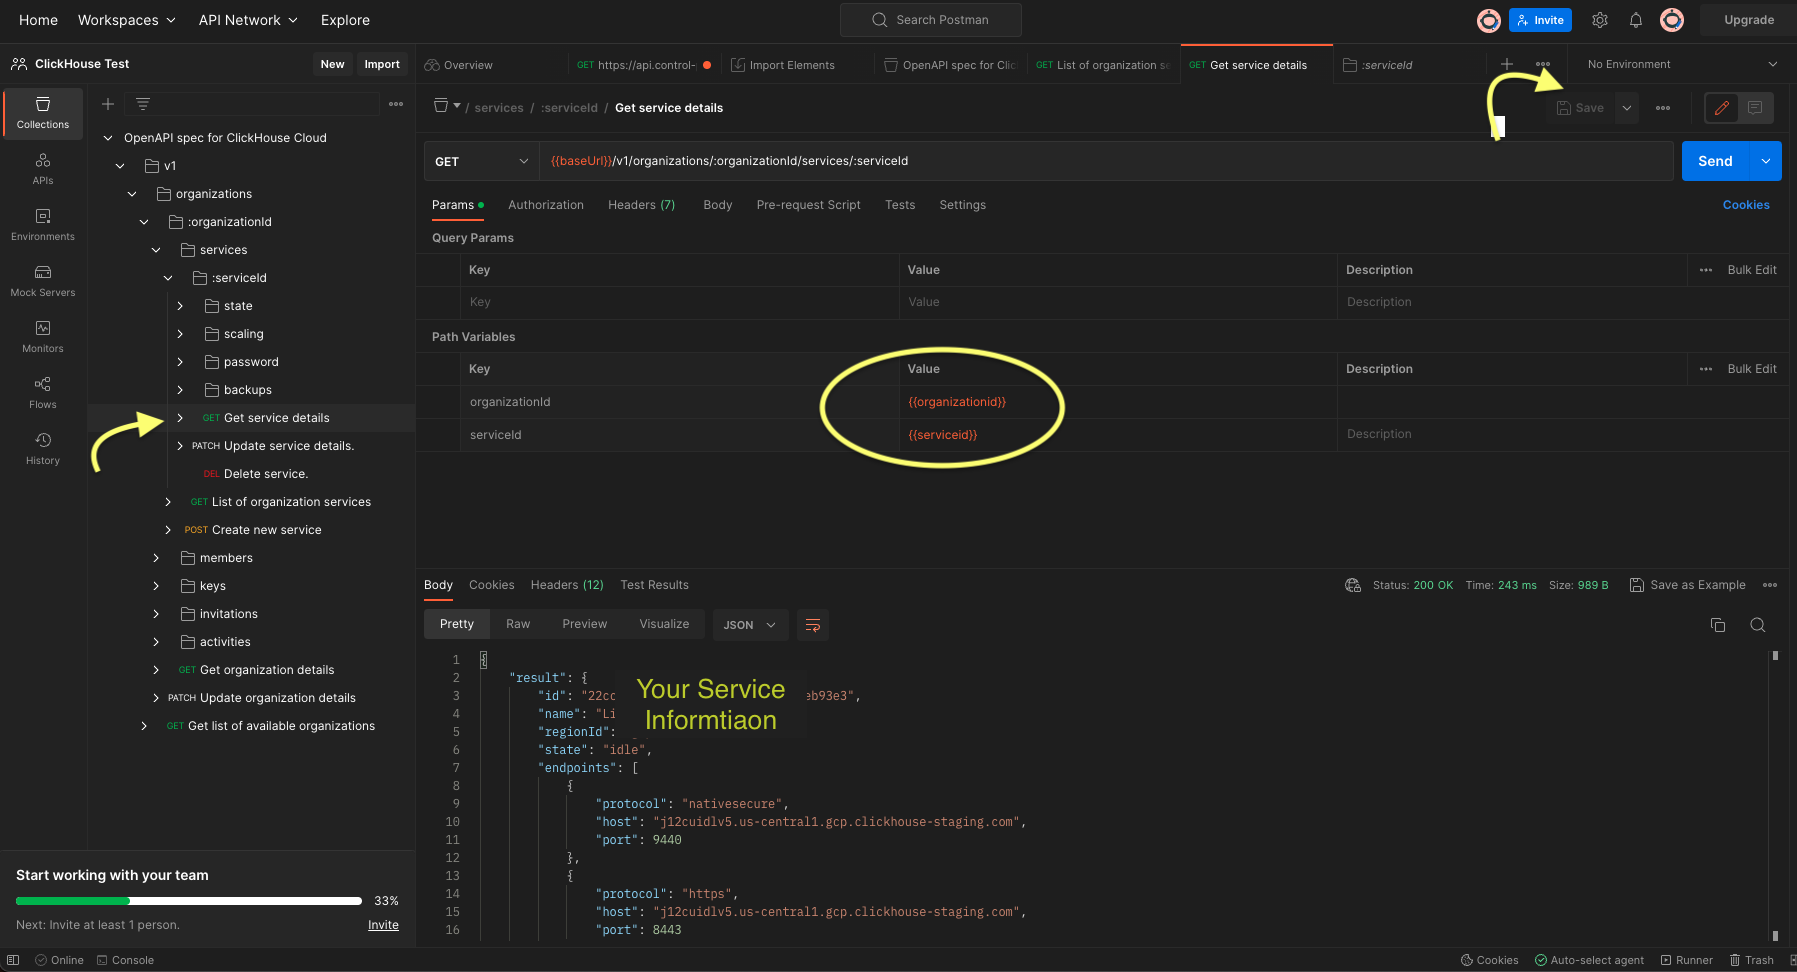 Home Workspaces API Network Explore Search Postman Invite Upgrade
ClickHouse Test New Import
Overview GET https://api.control- Import Elements OpenAPI spec for Clic GET List of organization se GET Get service details :serviceId No Environment
Collections
APIs
Environments
Mock Servers
Monitors
Flows
History
OpenAPI spec for ClickHouse Cloud
v1
organizations
:organizationId
services
:serviceId
state
scaling
password
backups
GET Get service details
PATCH Update service details.
DEL Delete service.
GET List of organization services
POST Create new service
members
keys
invitations
activities
GET Get organization details
PATCH Update organization details
GET Get list of available organizations
Start working with your team
33%
Next: Invite at least 1 person. Invite
/ services / :serviceId / Get service details Save
GET {{baseUrl}}/v1/organizations/:organizationId/services/:serviceId Send
Params Authorization Headers (7) Body Pre-request Script Tests Settings Cookies
Query Params
Key Value Description Bulk Edit
Key Value Description
Path Variables
Key Value Description Bulk Edit
organizationId {{organizationid}}
serviceId {{serviceid}} Description
Body Cookies Headers (12) Test Results Status: 200 OK Time: 243 ms Size: 989 B Save as Example
Pretty Raw Preview Visualize JSON
1 {
2 "result": {
3 "id": "22cc eb93e3",
4 "name": "Li
5 "regionId":
6 "state": "idle",
7 "endpoints": [
8 {
9 "protocol": "nativesecure",
10 "host": "j12cuidlv5.us-central1.gcp.clickhouse-staging.com",
11 "port": 9440
12 },
13 {
14 "protocol": "https",
15 "host": "j12cuidlv5.us-central1.gcp.clickhouse-staging.com",
16 "port": 8443
Your Service
Informtiaon
Online Console Cookies Auto-select agent Runner Trash